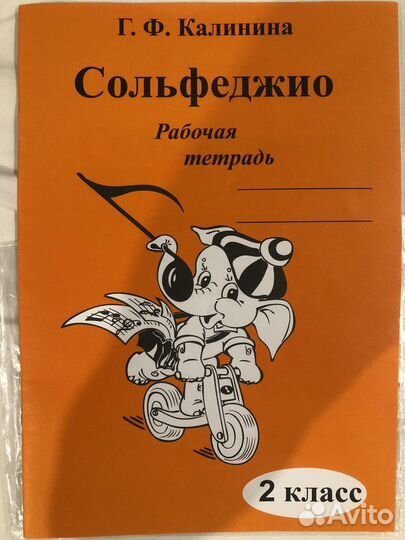 Г. Ф. Калинина
Сольфеджио
Рабочая
тетрадь
2 класс
Avito